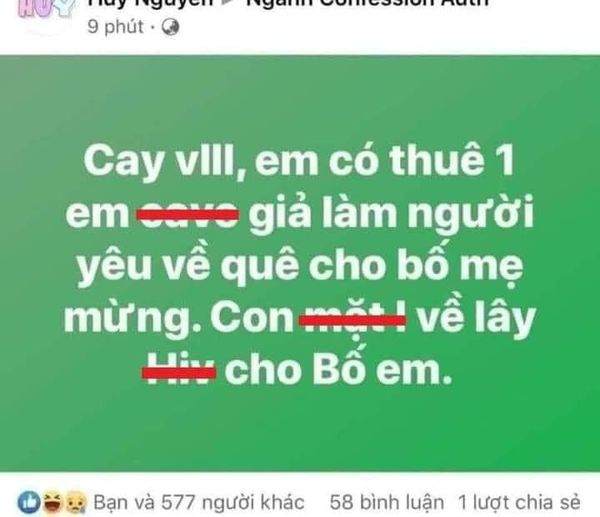 HUY Huy Nguyễn ▸ Ngành Confession Auth
9 phút ·
Cay vlll, em có thuê 1
em cave giả làm người
yêu về quê cho bố mẹ
mừng. Con mặt l về lây
Hiv cho Bố em.
Bạn và 577 người khác 58 bình luận 1 lượt chia sẻ